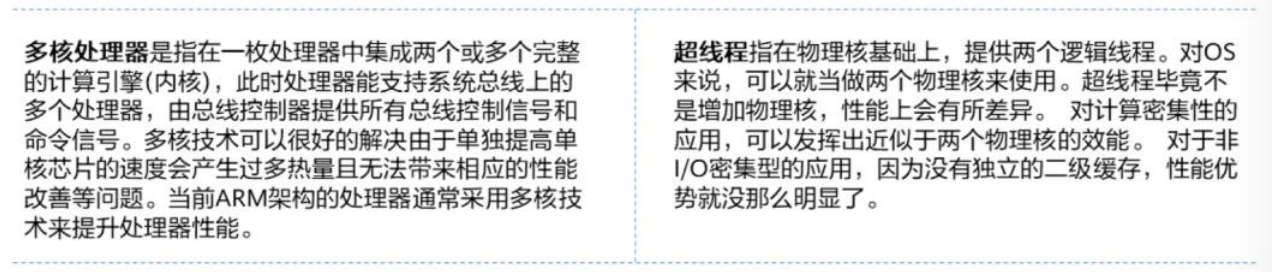 多核处理器是指在一枚处理器中集成两个或多个完整
的计算引擎(内核)，此时处理器能支持系统总线上的
多个处理器，由总线控制器提供所有总线控制信号和
命令信号。多核技术可以很好的解决由于单独提高单
核芯片的速度会产生过多热量且无法带来相应的性能
改善等问题。当前ARM架构的处理器通常采用多核技
术来提升处理器性能。
超线程指在物理核基础上，提供两个逻辑线程。对OS
来说，可以就当做两个物理核来使用。超线程毕竟不
是增加物理核，性能上会有所差异。 对计算密集性的
应用，可以发挥出近似于两个物理核的效能。 对于非
I/O密集型的应用，因为没有独立的二级缓存，性能优
势就没那么明显了。